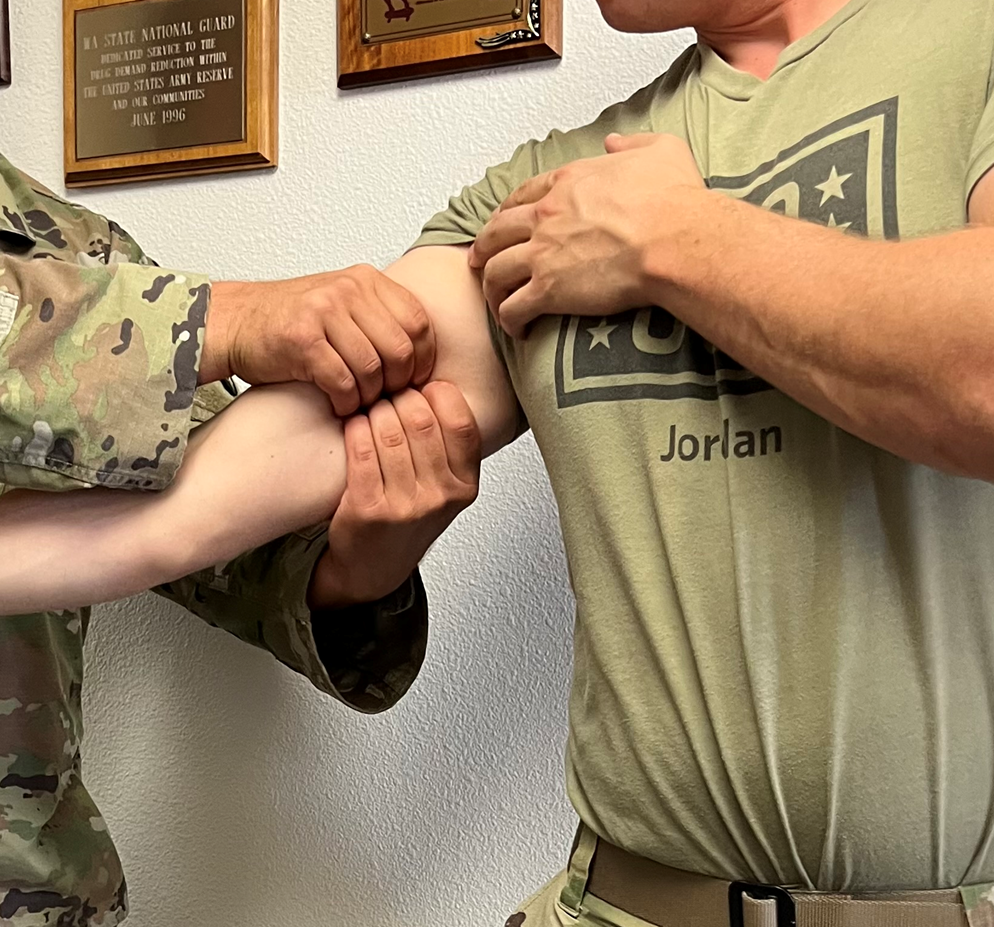 WA STATE NATIONAL GUARD
DEDICATED SERVICE TO THE
DRUG DEMAND REDUCTION WITHIN
THE UNITED STATES ARMY RESERVE
AND OUR COMMUNITIES
JUNE 1996
Jordan